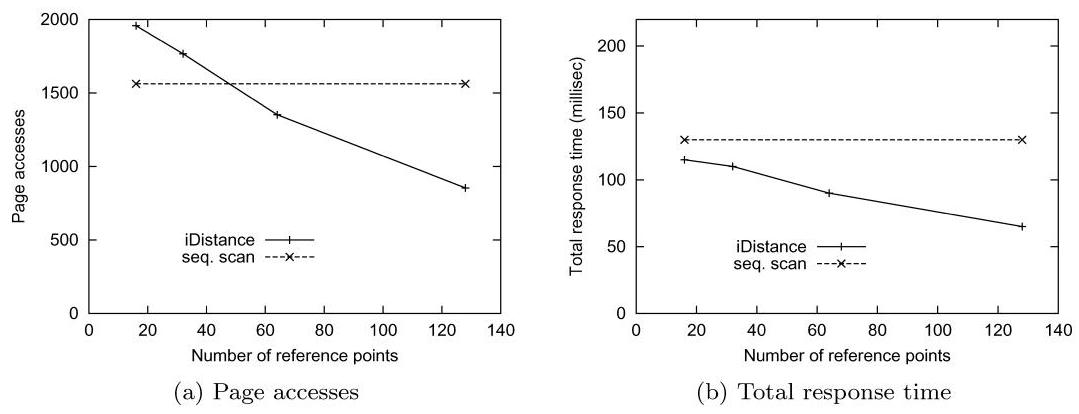 2000
1500
1000
500
0
Page accesses
iDistance
seq. scan
0 20 40 60 80 100 120 140
Number of reference points
(a) Page accesses
200
150
100
50
0
Total response time (millisec)
iDistance
seq. scan
0 20 40 60 80 100 120 140
Number of reference points
(b) Total response time